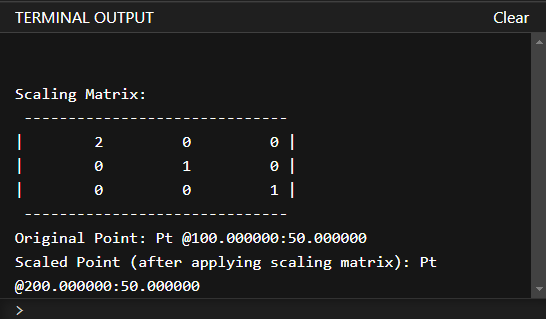 TERMINAL OUTPUT Clear
Scaling Matrix:
------------------------------
| 2 0 0 |
| 0 1 0 |
| 0 0 1 |
------------------------------
Original Point: Pt @100.000000:50.000000
Scaled Point (after applying scaling matrix): Pt
@200.000000:50.000000
>